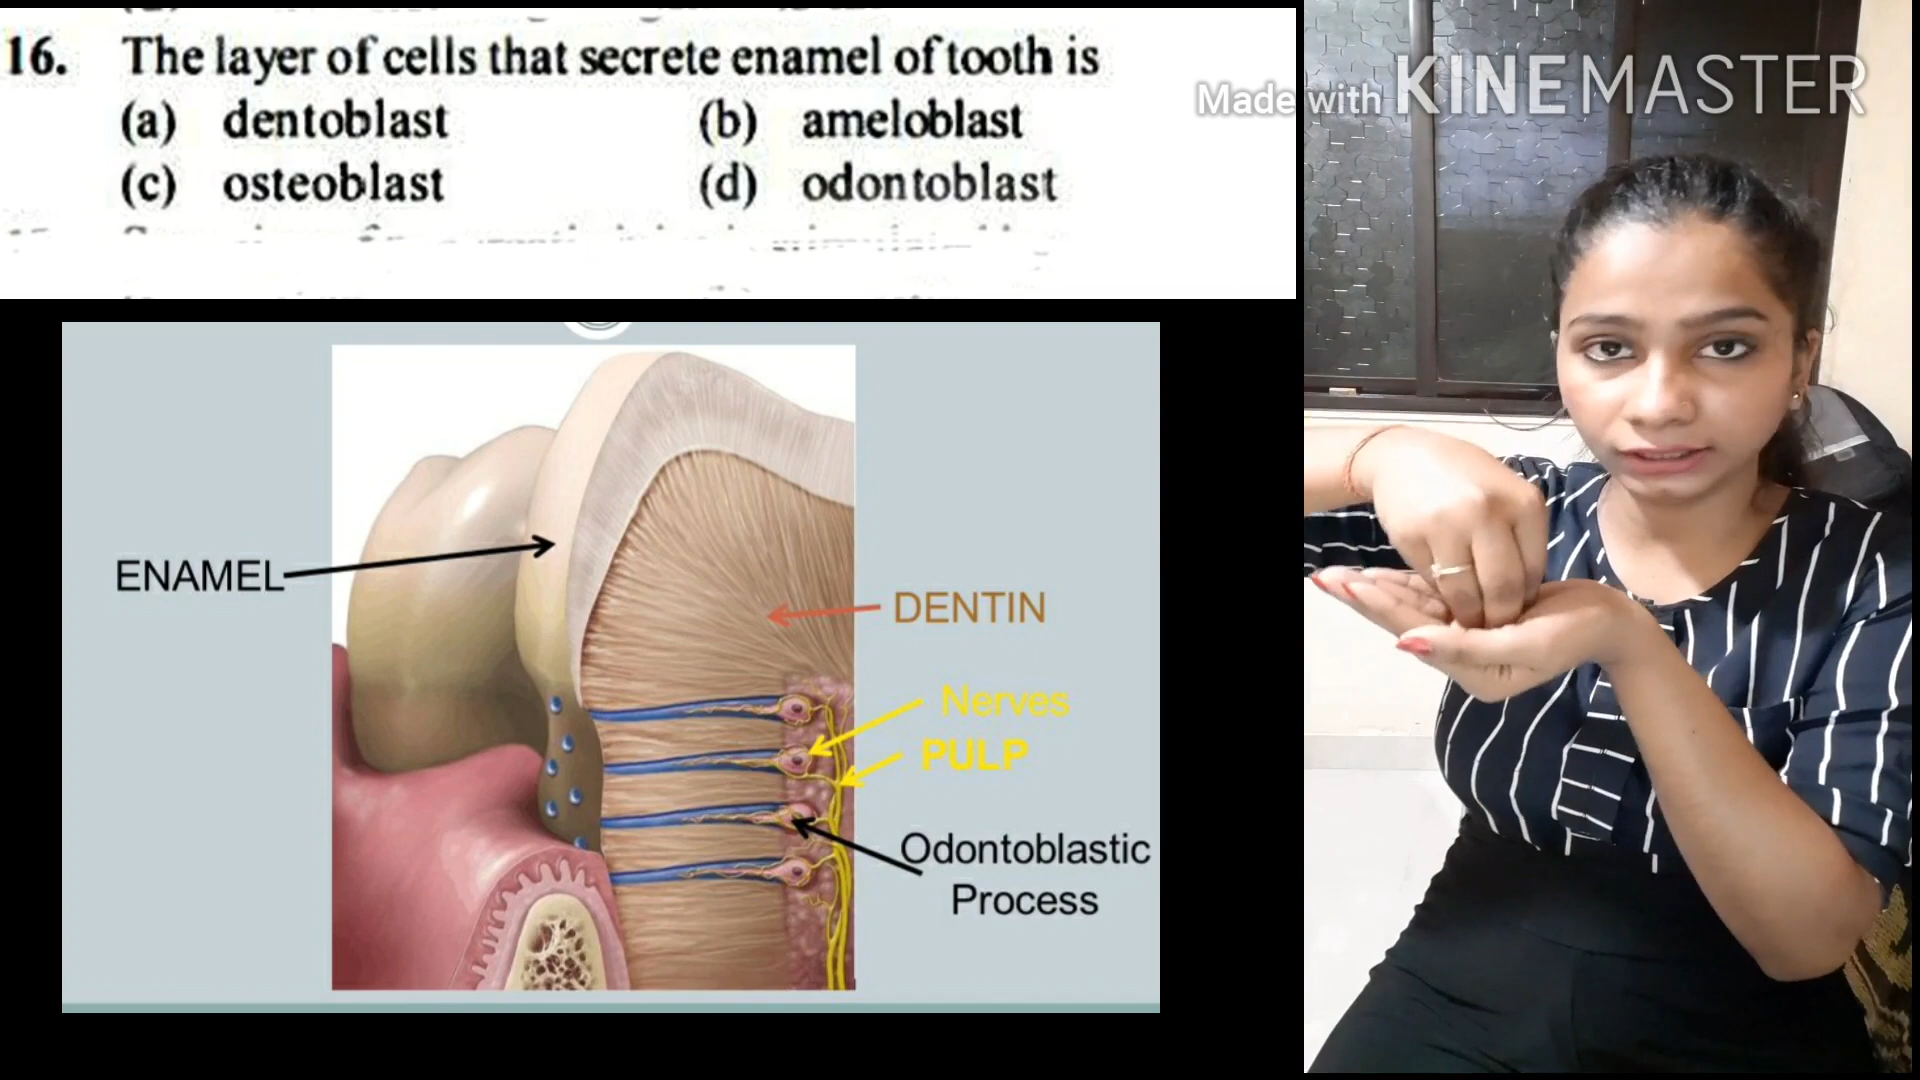 16. The layer of cells that secrete enamel of tooth is
(a) dentoblast (b) ameloblast
(c) osteoblast (d) odontoblast
Made with KINEMASTER
ENAMEL
DENTIN
Nerves
PULP
Odontoblastic
Process